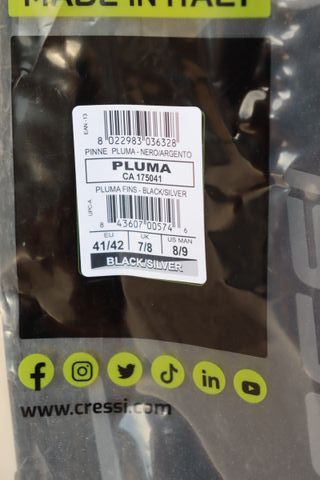 MADE IN ITALY
EAN-13
8 022983 036328
PINNE PLUMA - NERO/ARGENTO
PLUMA
CA 175041
PLUMA FINS - BLACK/SILVER
UPC-A
8 43607 00574 6
EU UK US MAN
41/42 7/8 8/9
BLACK/SILVER
www.cressi.com